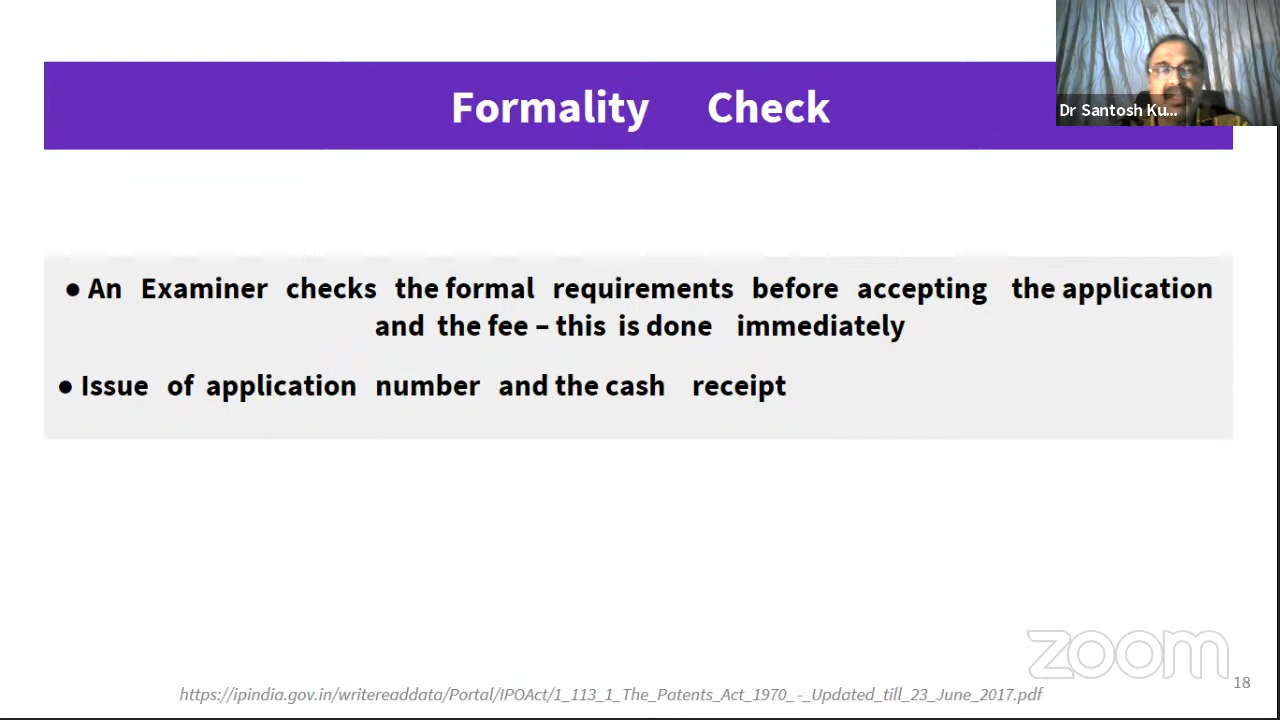 Formality Check
Dr Santosh Ku...
● An Examiner checks the formal requirements before accepting the application
and the fee – this is done immediately
● Issue of application number and the cash receipt
zoom
https://ipindia.gov.in/writereaddata/Portal/IPOAct/1_113_1_The_Patents_Act_1970_-_Updated_till_23_June_2017.pdf
18